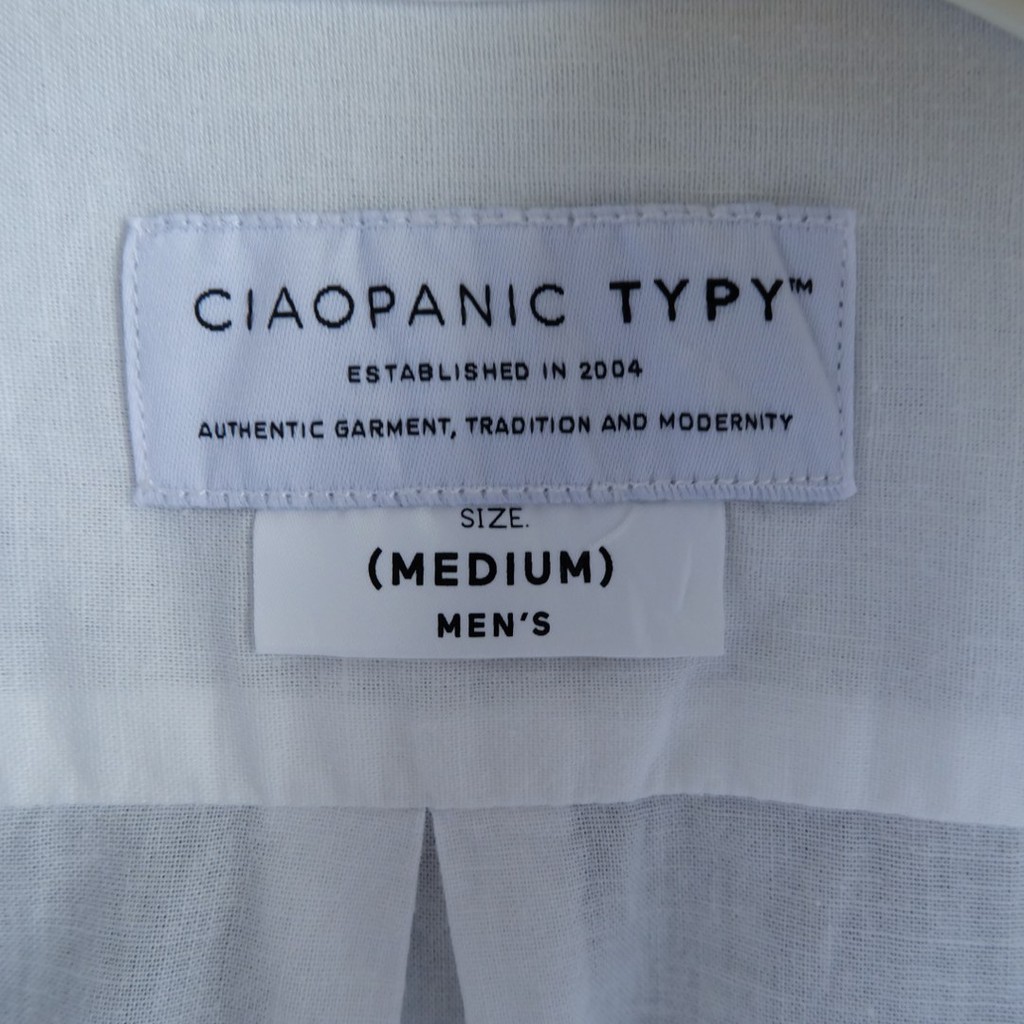 CIAOPANIC TYPY™
ESTABLISHED IN 2004
AUTHENTIC GARMENT, TRADITION AND MODERNITY
SIZE.
(MEDIUM)
MEN'S